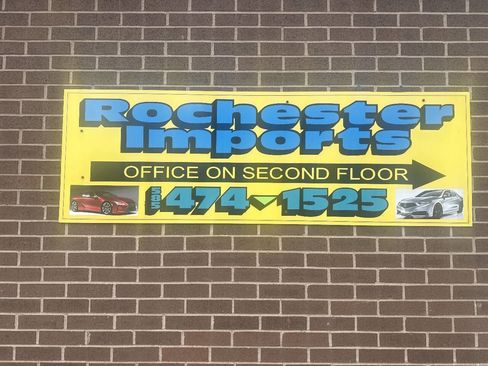 Rochester
Imports
OFFICE ON SECOND FLOOR
474-1525